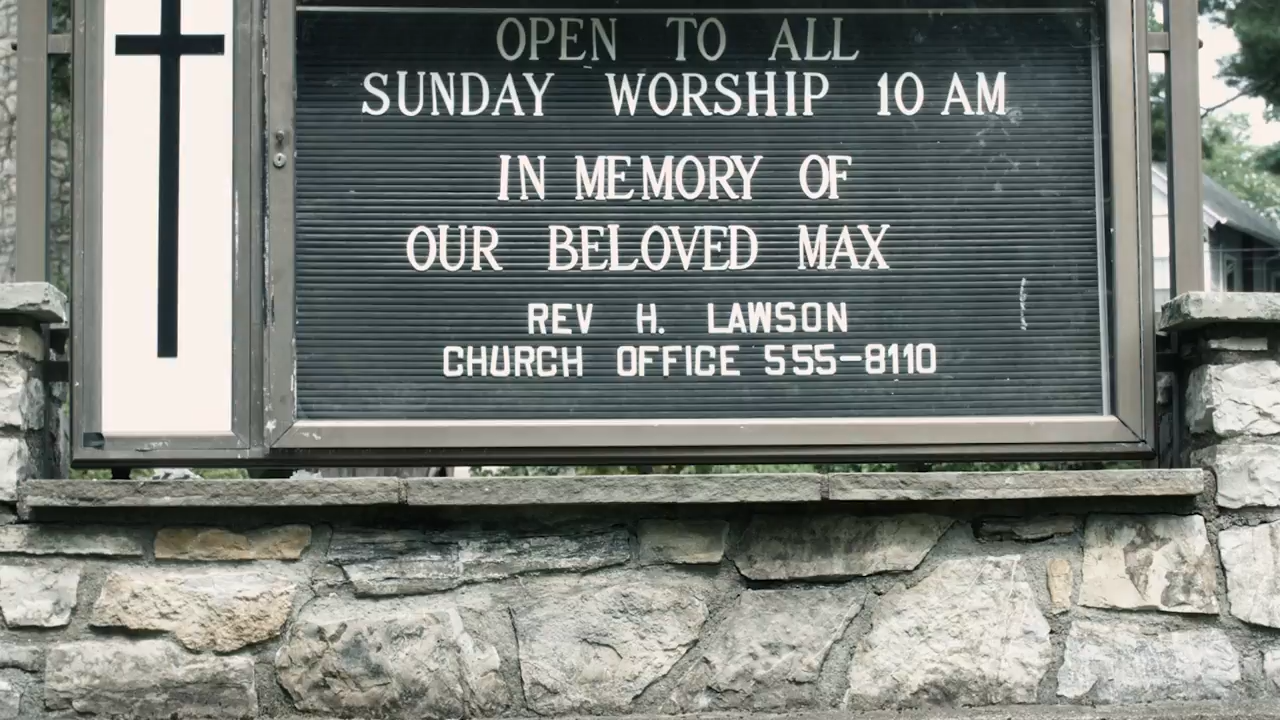 OPEN TO ALL
SUNDAY WORSHIP 10 AM
IN MEMORY OF
OUR BELOVED MAX
REV H. LAWSON
CHURCH OFFICE 555-8110